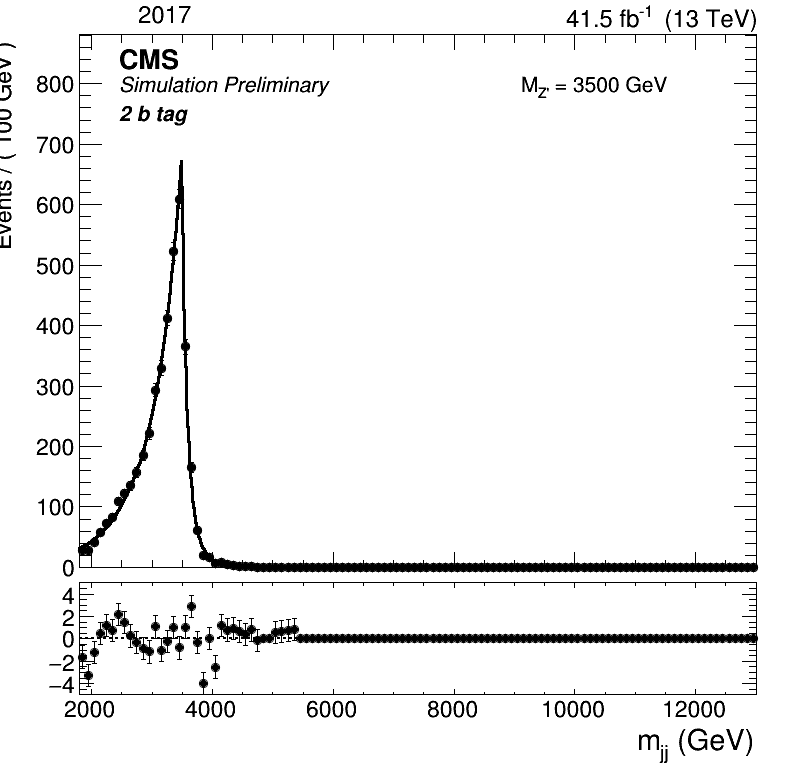 2017 41.5 fb⁻¹ (13 TeV)
CMS
Simulation Preliminary
M_Z' = 3500 GeV
2 b tag
Events / ( 100 GeV )
800
700
600
500
400
300
200
100
0
4
2
0
−2
−4
2000 4000 6000 8000 10000 12000
m_jj (GeV)